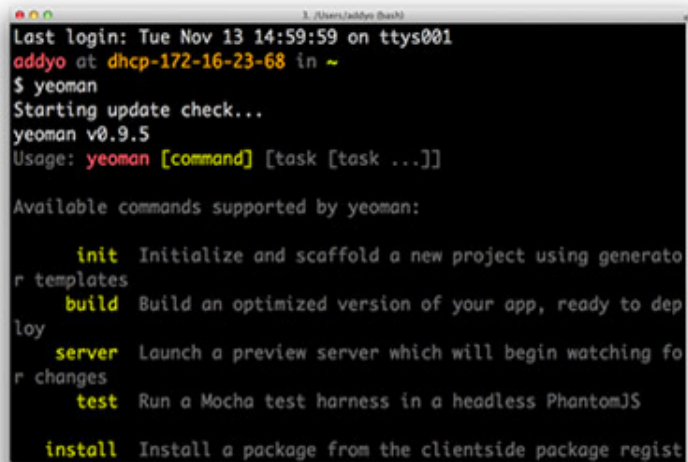 3. /Users/addyo (bash)
Last login: Tue Nov 13 14:59:59 on ttys001
addyo at dhcp-172-16-23-68 in ~
$ yeoman
Starting update check...
yeoman v0.9.5
Usage: yeoman [command] [task [task ...]]
Available commands supported by yeoman:
init Initialize and scaffold a new project using generato
r templates
build Build an optimized version of your app, ready to dep
loy
server Launch a preview server which will begin watching fo
r changes
test Run a Mocha test harness in a headless PhantomJS
install Install a package from the clientside package regist